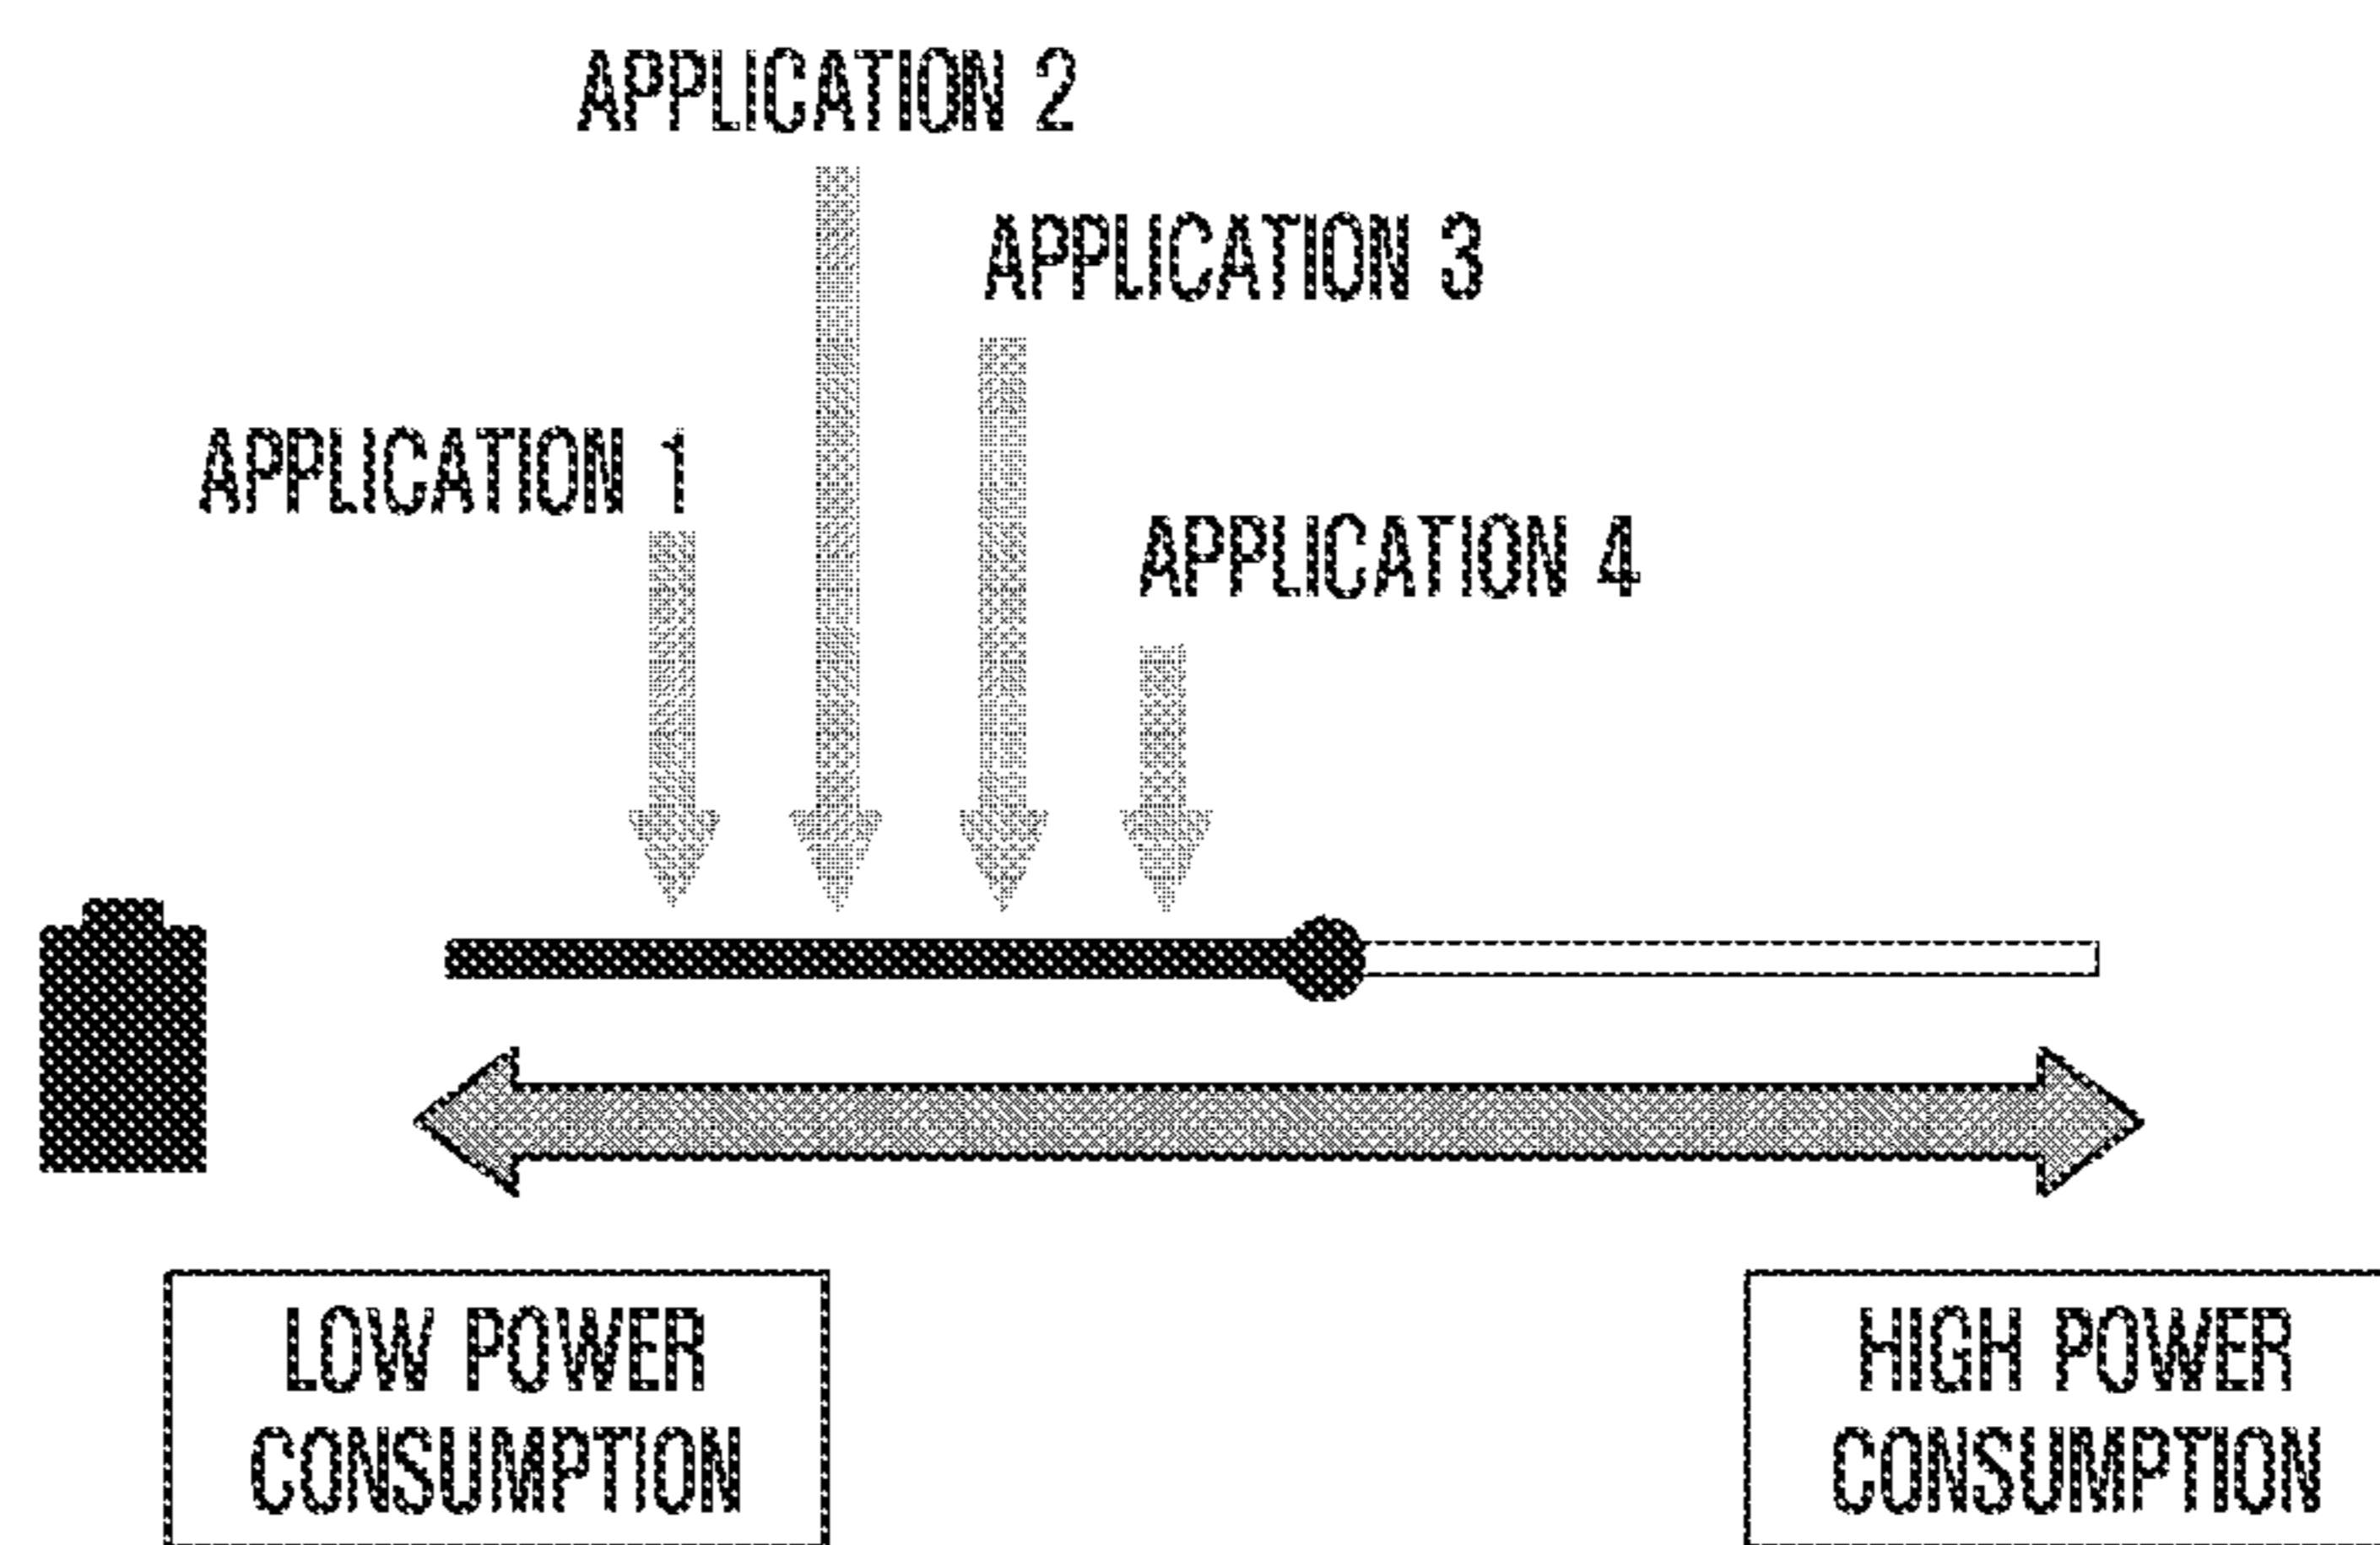 APPLICATION 2
APPLICATION 3
APPLICATION 1
APPLICATION 4
LOW POWER
CONSUMPTION
HIGH POWER
CONSUMPTION